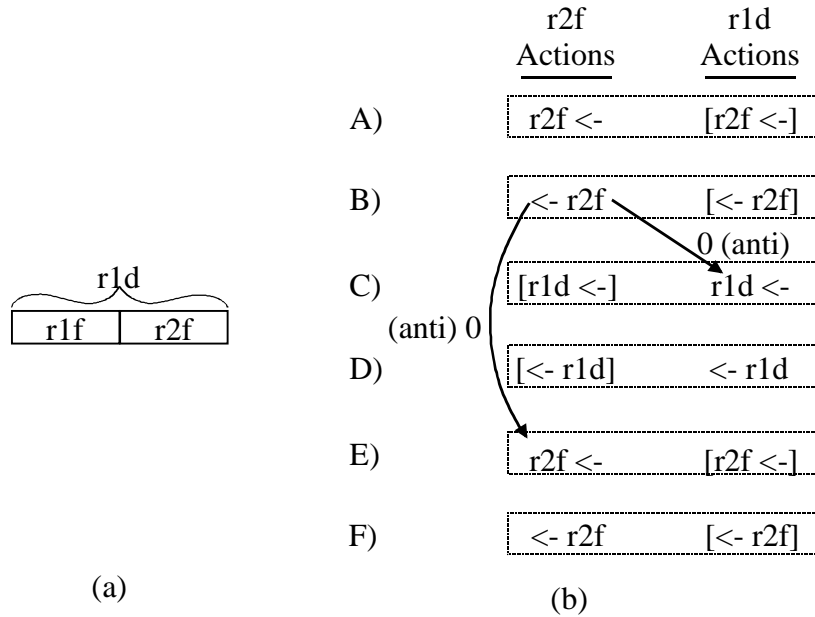 r2f r1d
Actions Actions
A) r2f <- [r2f <-]
B) <- r2f [<- r2f]
0 (anti)
r1d
C) [r1d <-] r1d <-
r1f r2f
(anti) 0
D) [<- r1d] <- r1d
E) r2f <- [r2f <-]
F) <- r2f [<- r2f]
(a) (b)